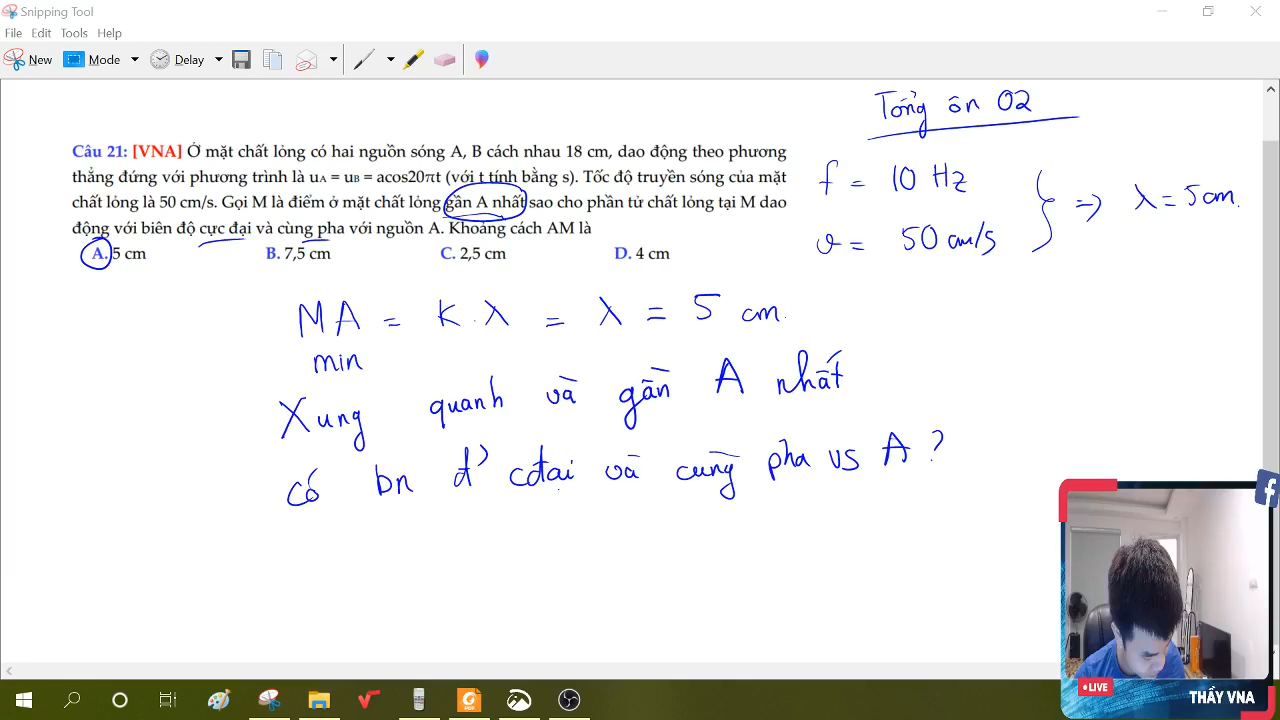 Snipping Tool
File Edit Tools Help
New Mode Delay
Tổng ôn 02
Câu 21: [VNA] Ở mặt chất lỏng có hai nguồn sóng A, B cách nhau 18 cm, dao động theo phương
thẳng đứng với phương trình là uA = uB = acos20πt (với t tính bằng s). Tốc độ truyền sóng của mặt
chất lỏng là 50 cm/s. Gọi M là điểm ở mặt chất lỏng gần A nhất sao cho phần tử chất lỏng tại M dao
động với biên độ cực đại và cùng pha với nguồn A. Khoảng cách AM là
A. 5 cm B. 7,5 cm C. 2,5 cm D. 4 cm
f = 10 Hz
v = 50 cm/s
=> λ = 5 cm.
MA = K.λ = λ = 5 cm.
min
Xung quanh và gần A nhất
có bn đ' cđại và cùng pha vs A ?
LIVE
THẦY VNA